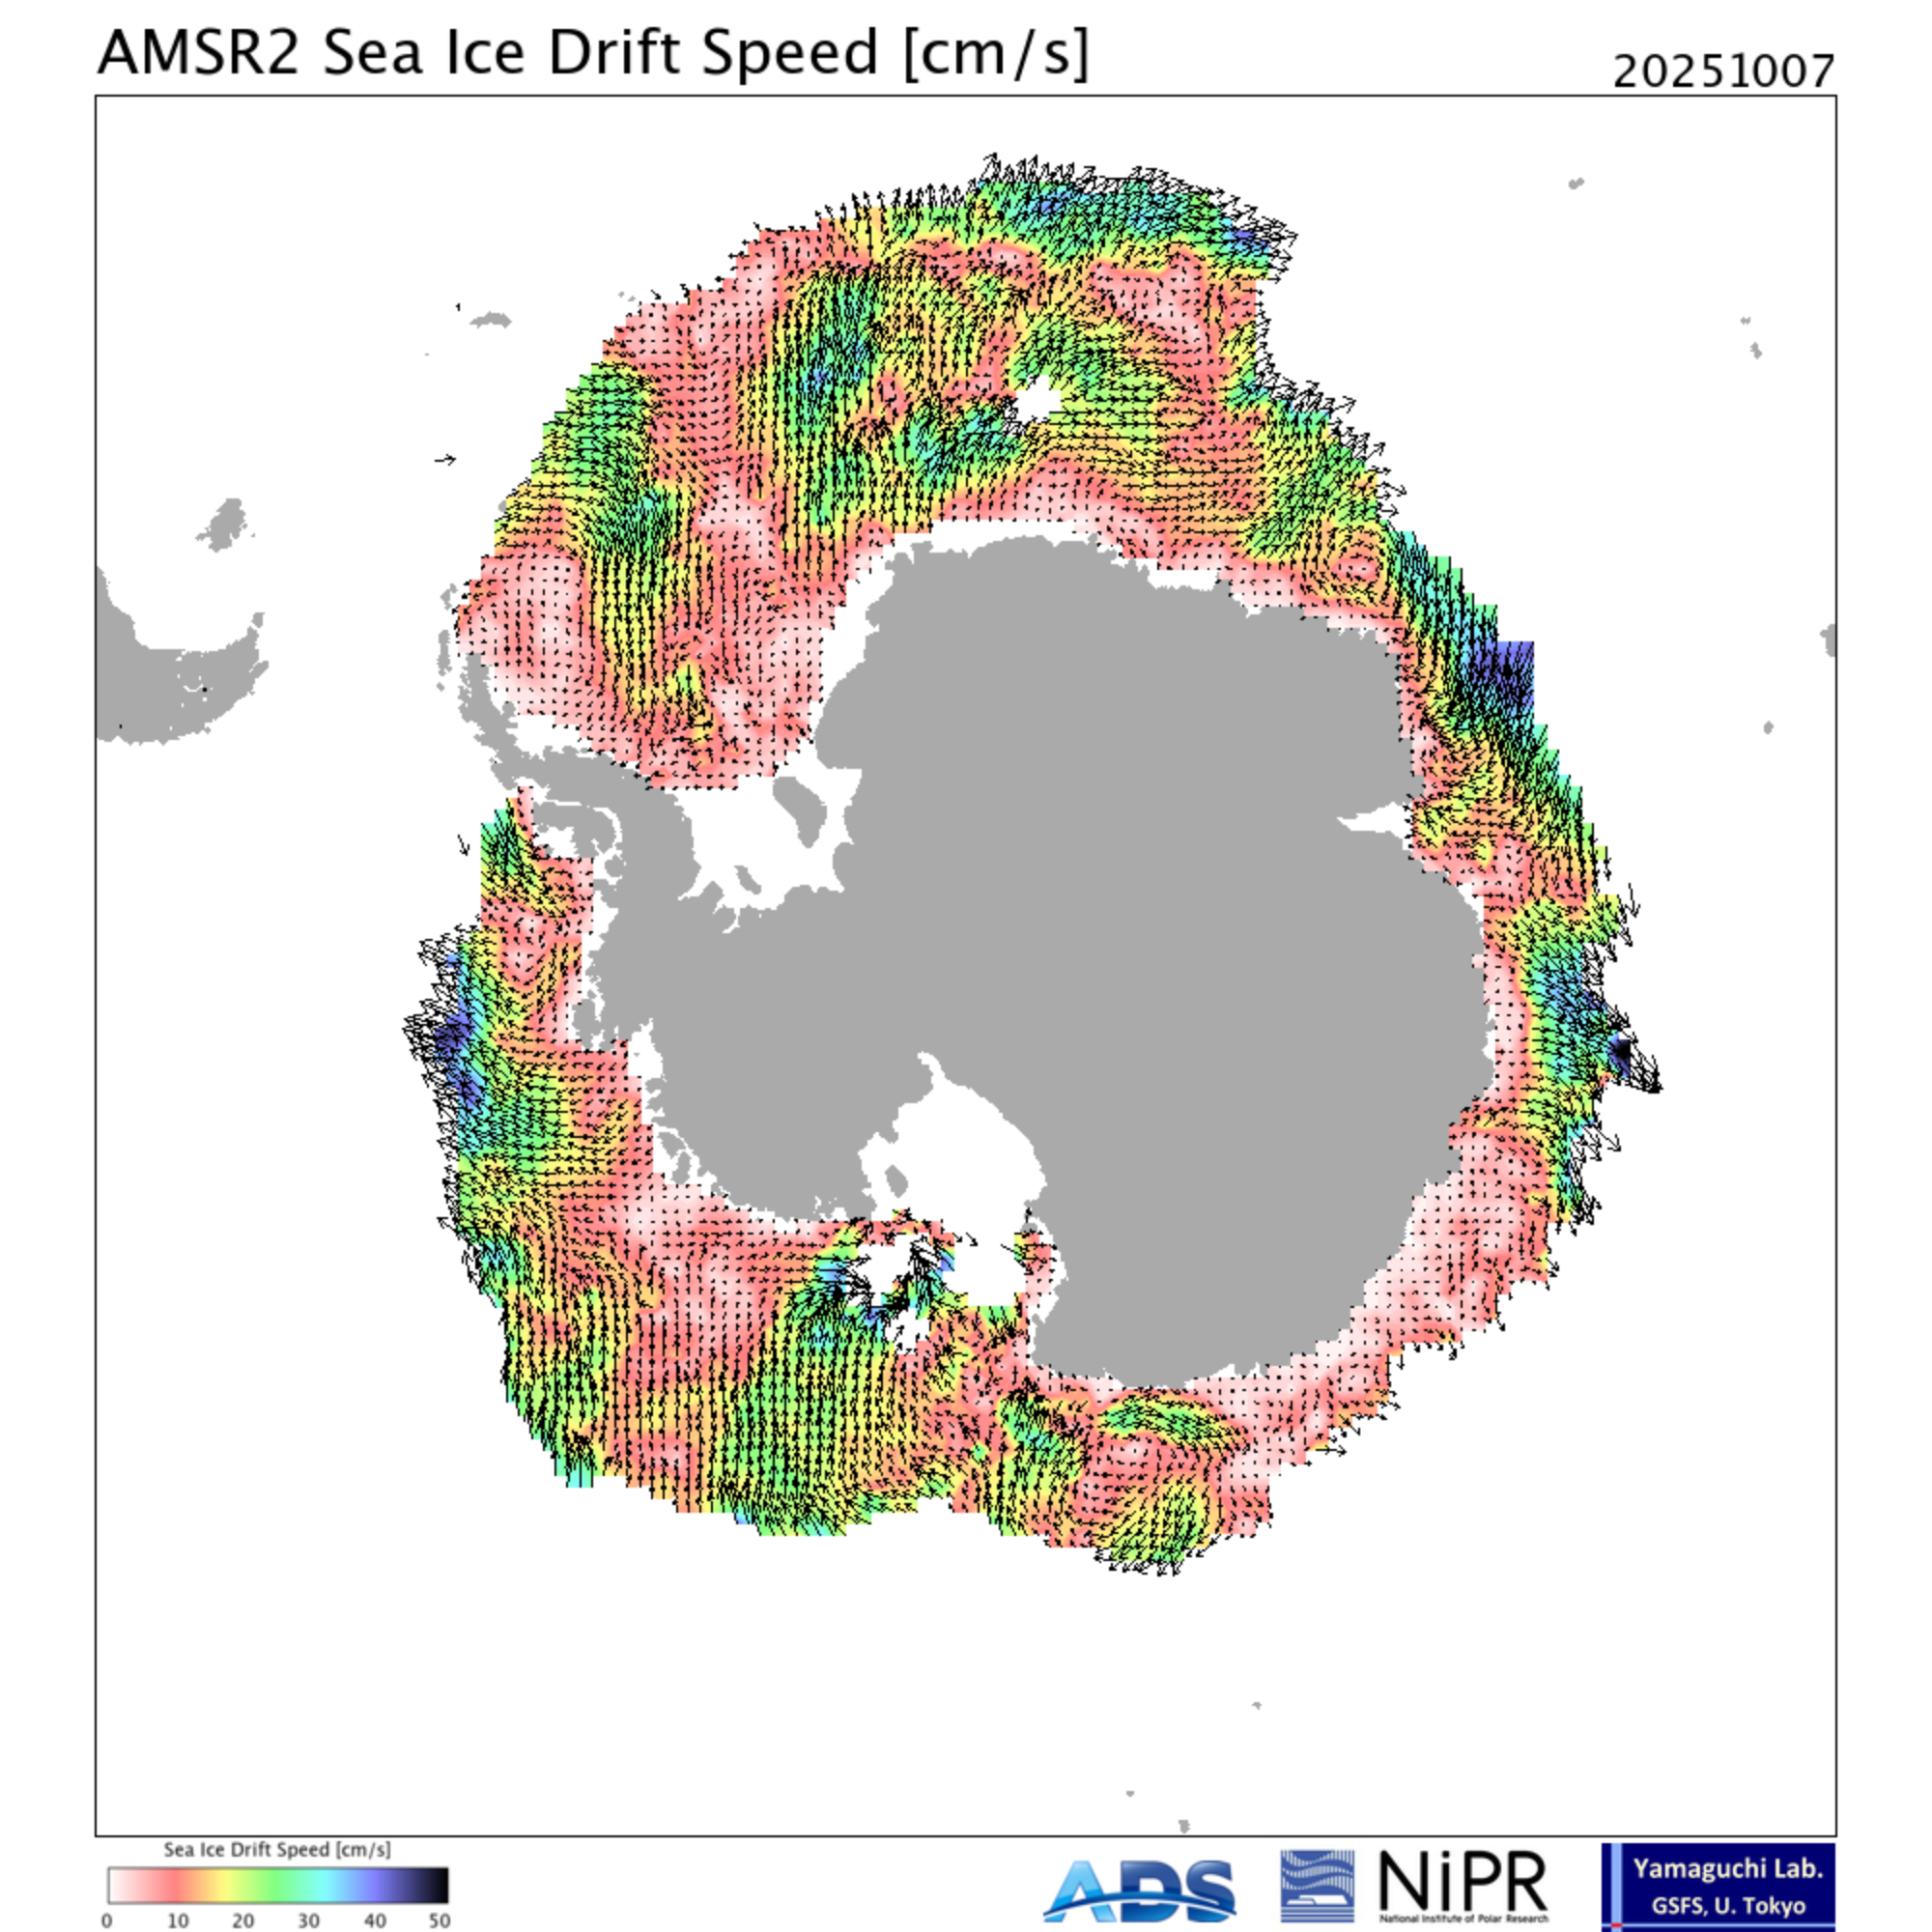 AMSR2 Sea Ice Drift Speed [cm/s]
20251007
Sea Ice Drift Speed [cm/s]
0 10 20 30 40 50
ADS
NiPR
National Institute of Polar Research
Yamaguchi Lab.
GSFS, U. Tokyo